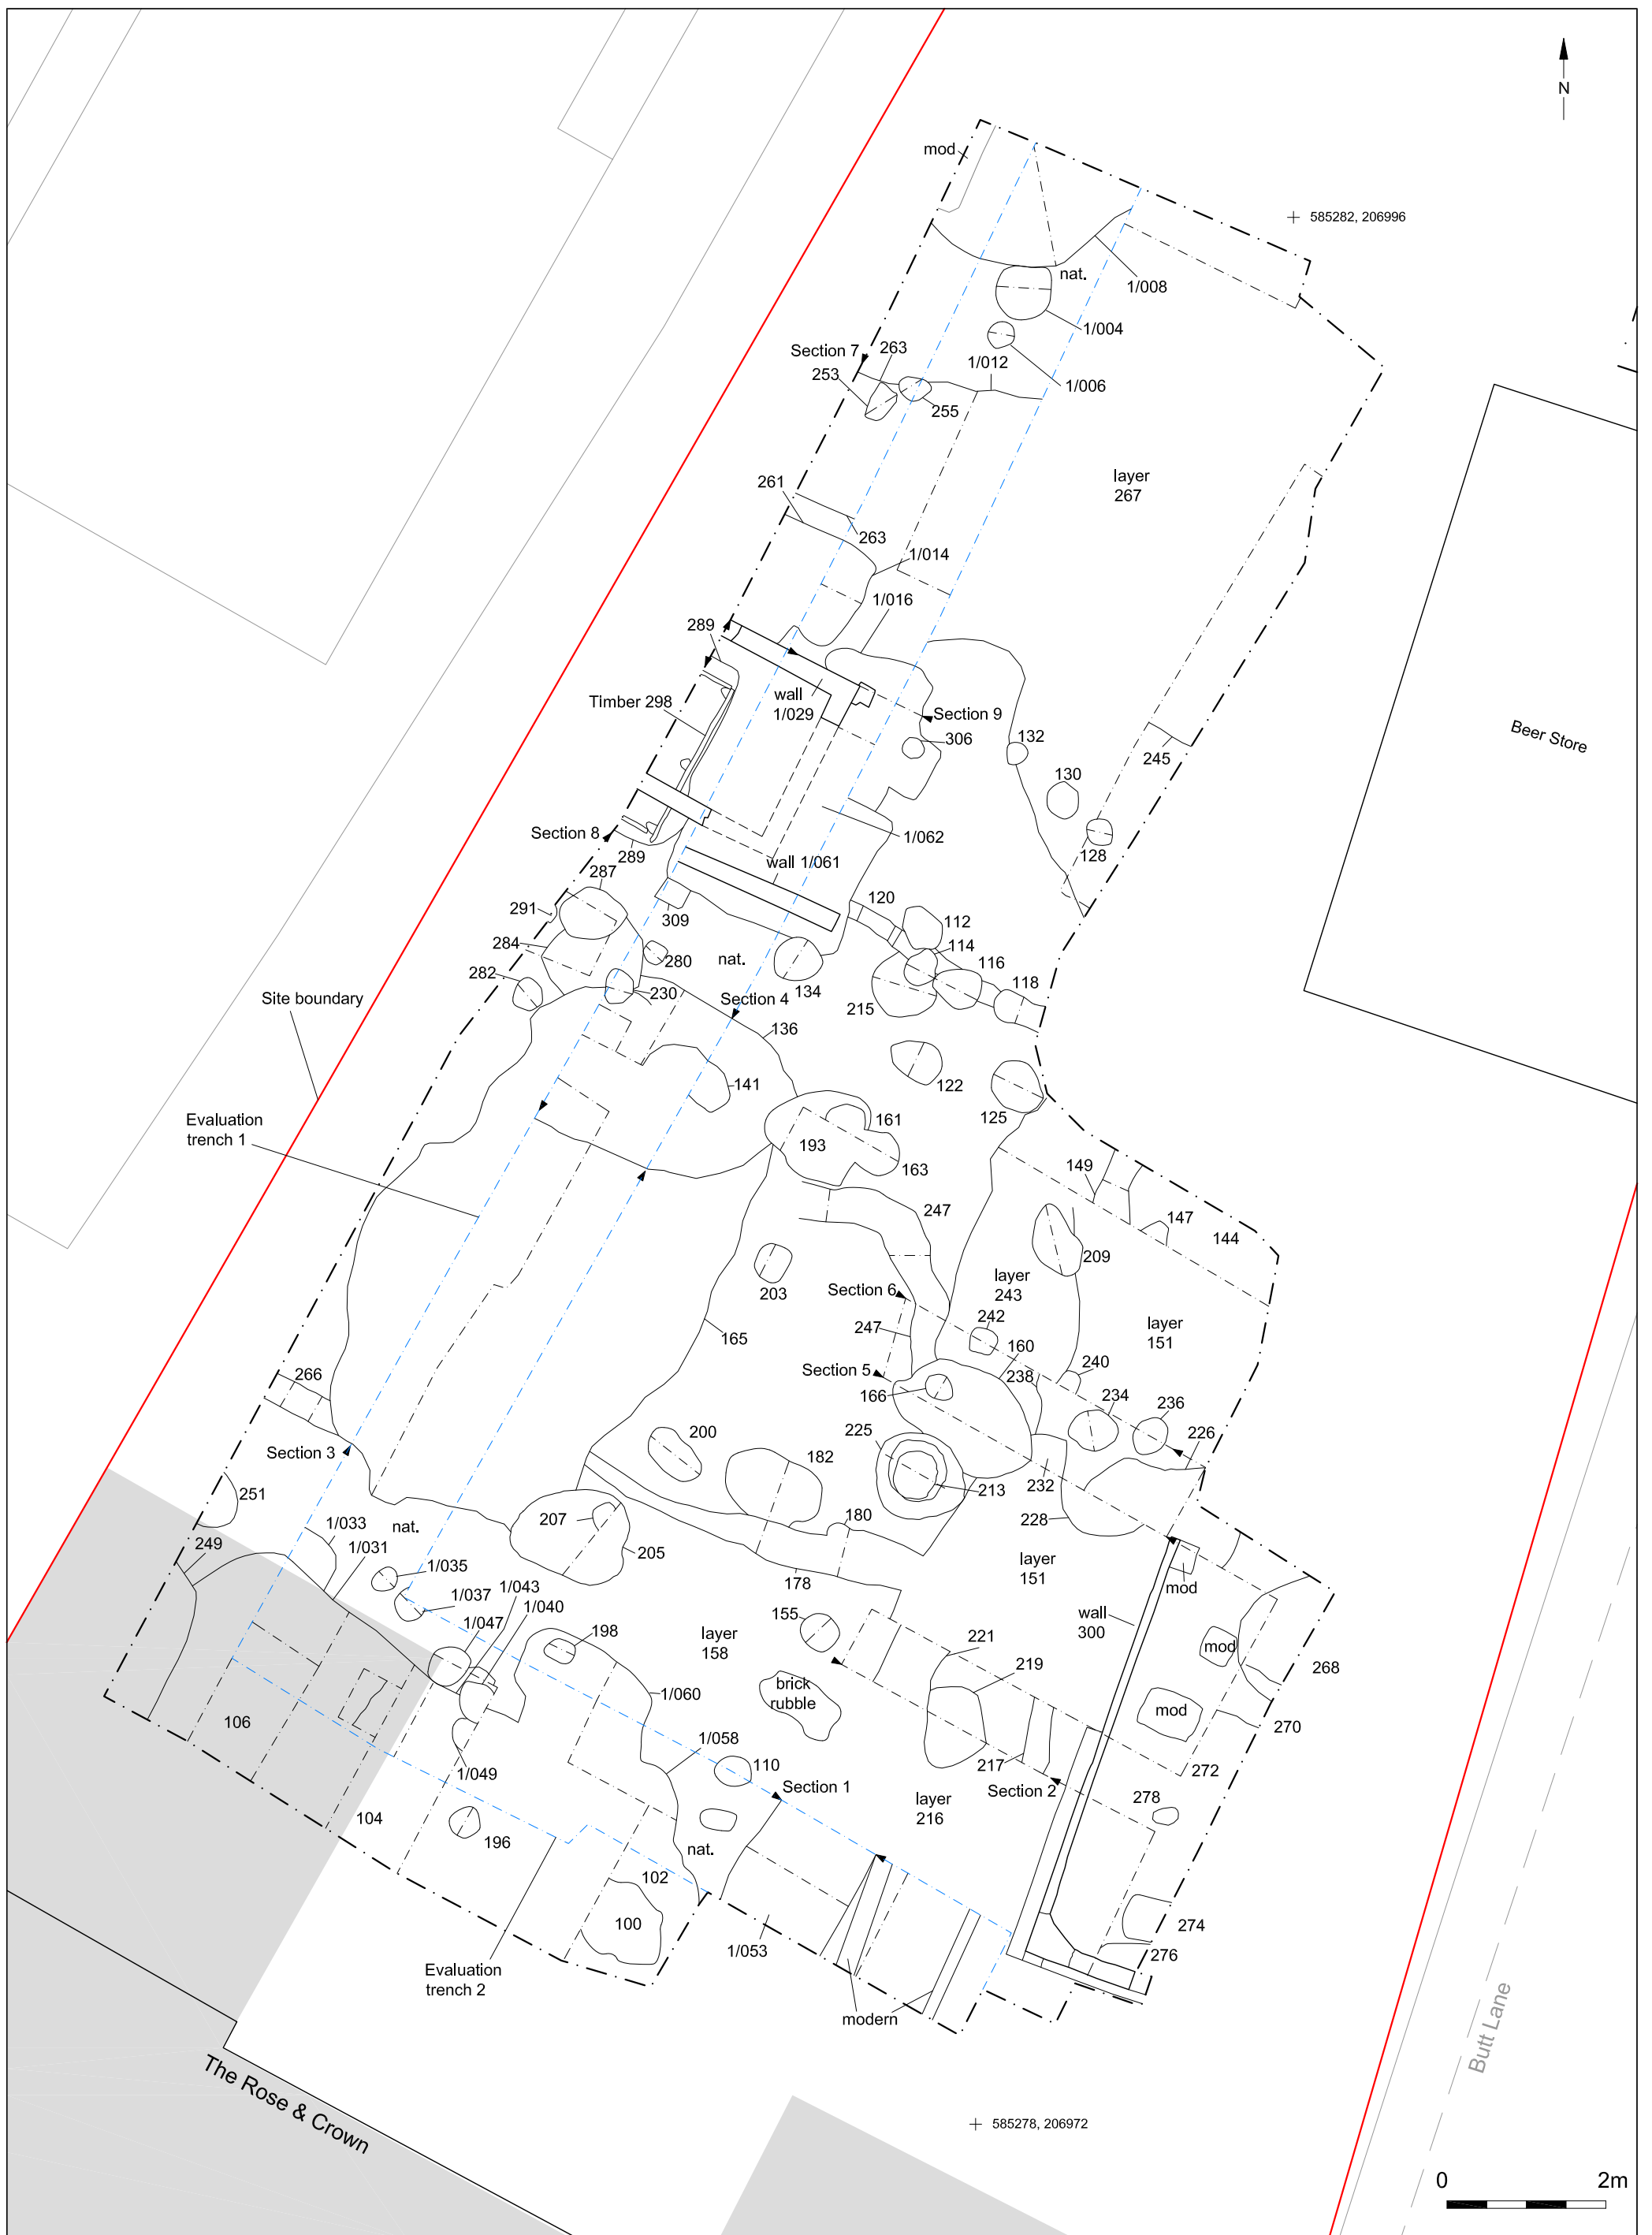 N
mod
585282, 206996
nat.
1/008
1/004
Section 7
263
1/012
1/006
253
255
layer
267
261
263
1/014
1/016
289
Timber 298
wall
1/029
Section 9
306
132
Beer Store
245
130
Section 8
289
1/062
128
wall 1/061
287
120
291
309
112
284
114
280
nat.
116
282
134
118
Site boundary
230
Section 4
215
136
141
122
Evaluation
trench 1
161
125
193
163
149
247
147
144
209
203
layer
243
Section 6
242
layer
151
247
165
160
Section 5
238
240
266
166
234
236
200
225
226
Section 3
182
232
251
213
207
180
228
1/033
nat.
249
1/031
205
layer
151
1/035
178
mod
1/037
1/043
1/040
155
wall
300
1/047
198
layer
158
221
mod
219
268
1/060
brick
rubble
mod
106
270
1/058
110
217
1/049
Section 1
Section 2
272
layer
216
278
104
196
nat.
102
100
274
1/053
276
Evaluation
trench 2
modern
Butt Lane
The Rose & Crown
585278, 206972
0 2m